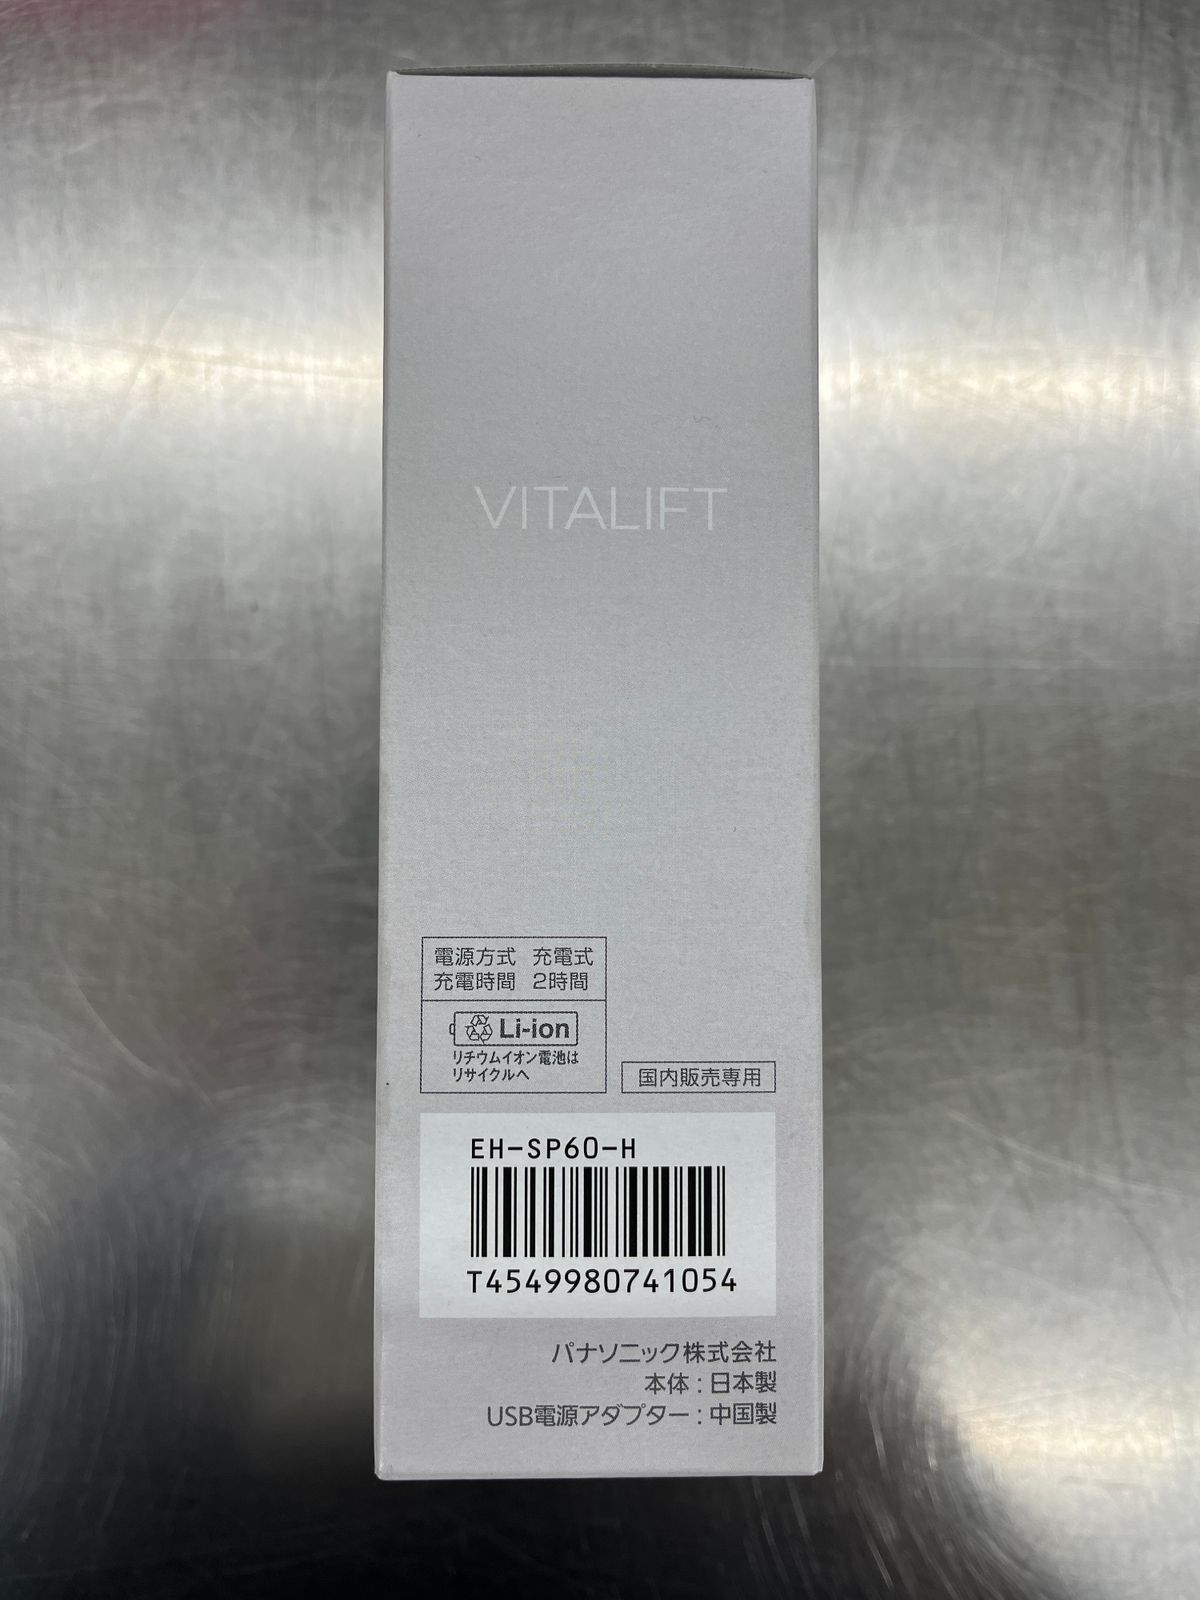 VITALIFT
電源方式 充電式
充電時間 2時間
Li-ion
リチウムイオン電池は
リサイクルへ
国内販売専用
EH-SP60-H
T4549980741054
パナソニック株式会社
本体:日本製
USB電源アダプター:中国製